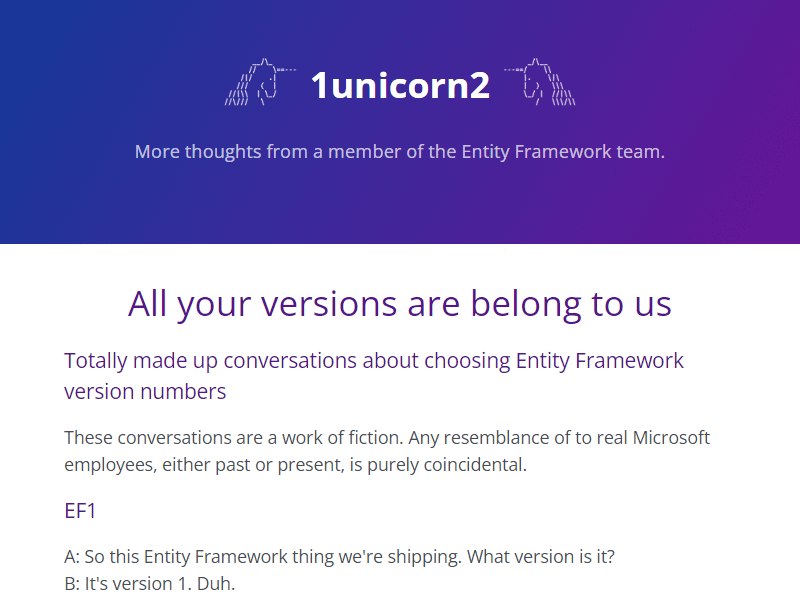 1unicorn2
More thoughts from a member of the Entity Framework team.
All your versions are belong to us
Totally made up conversations about choosing Entity Framework
version numbers
These conversations are a work of fiction. Any resemblance of to real Microsoft
employees, either past or present, is purely coincidental.
EF1
A: So this Entity Framework thing we're shipping. What version is it?
B: It's version 1. Duh.